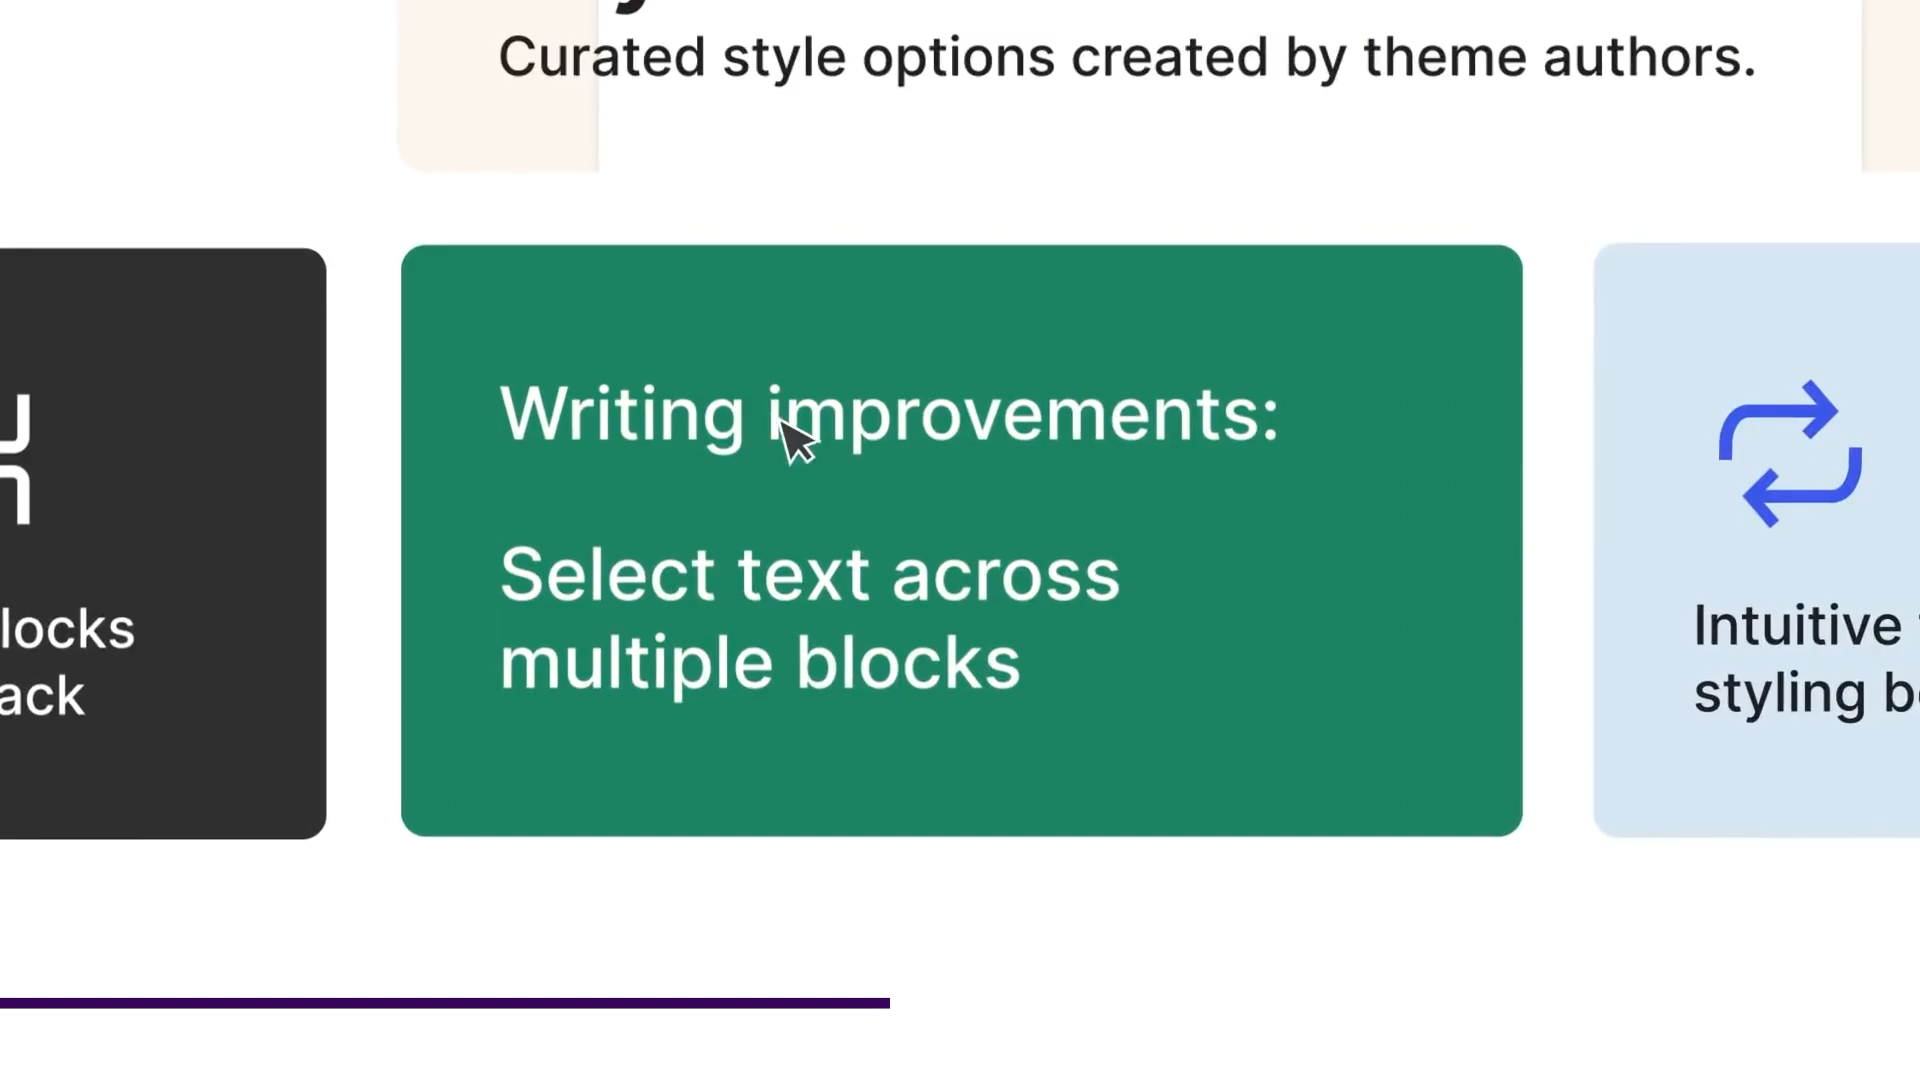 Curated style options created by theme authors.
locks
ack
Writing improvements:
Select text across
multiple blocks
Intuitive
styling b